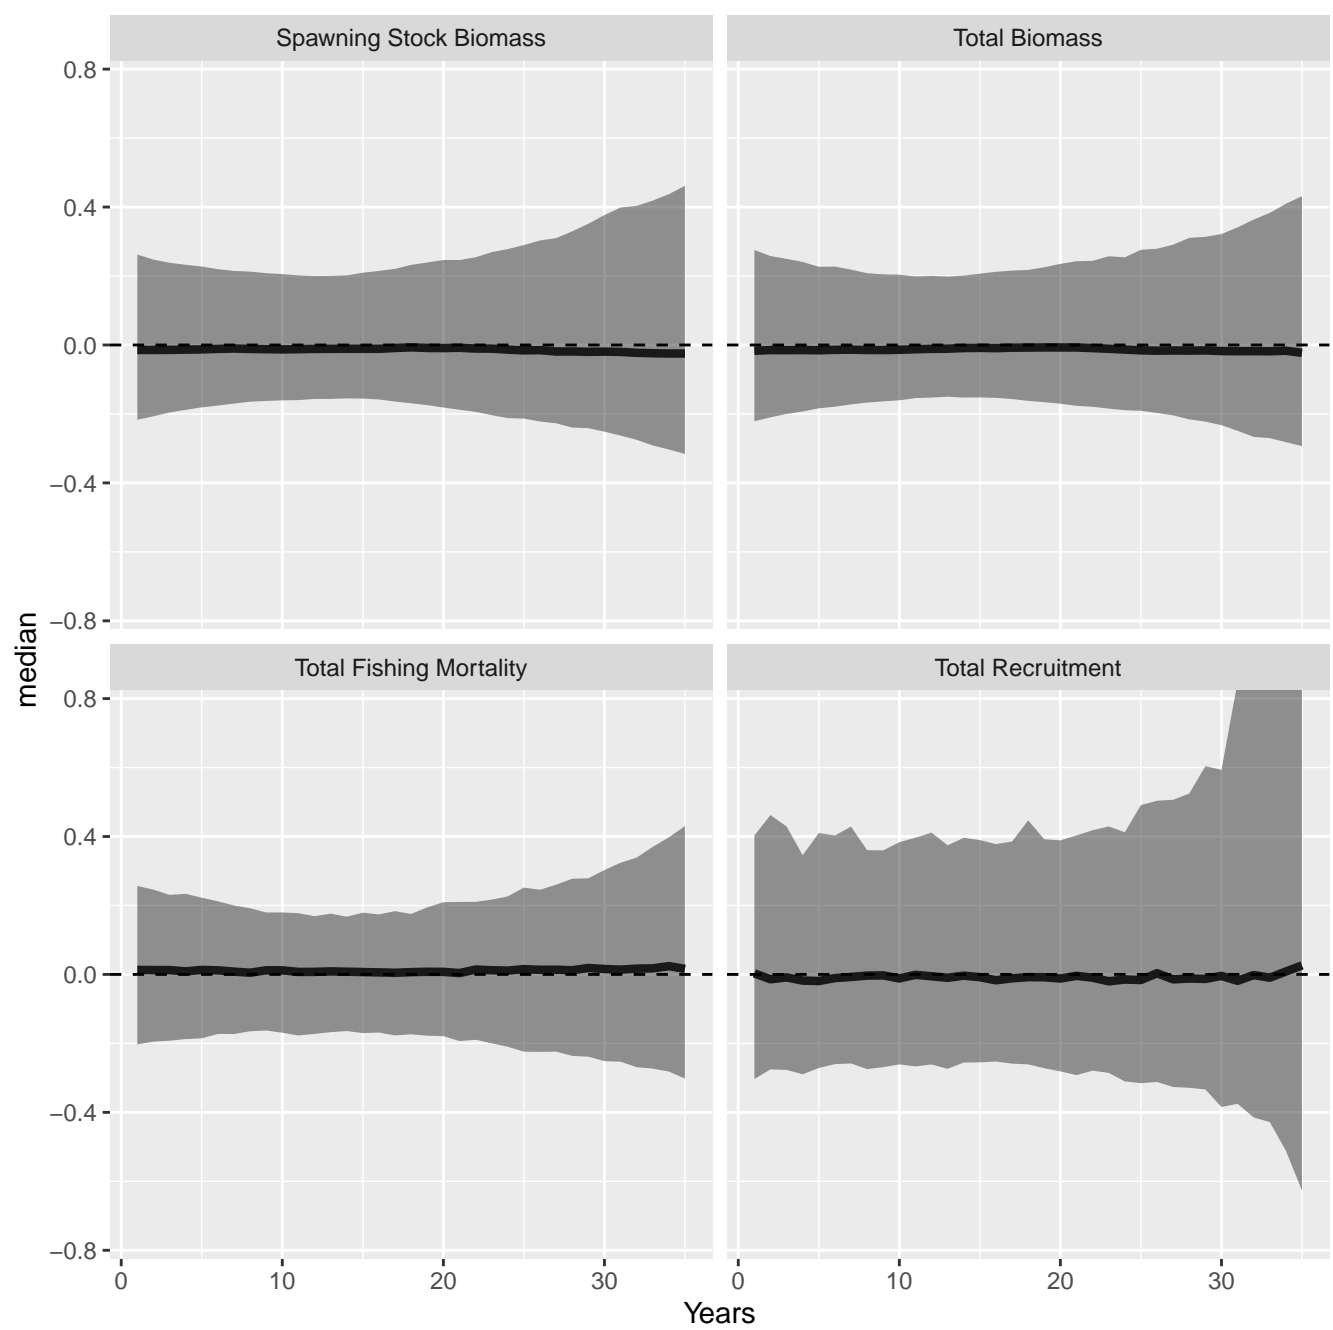 Spawning Stock Biomass
Total Biomass
0.8
0.4
0.0
−0.4
−0.8
median
Total Fishing Mortality
Total Recruitment
0.8
0.4
0.0
−0.4
−0.8
0 10 20 30
0 10 20 30
Years